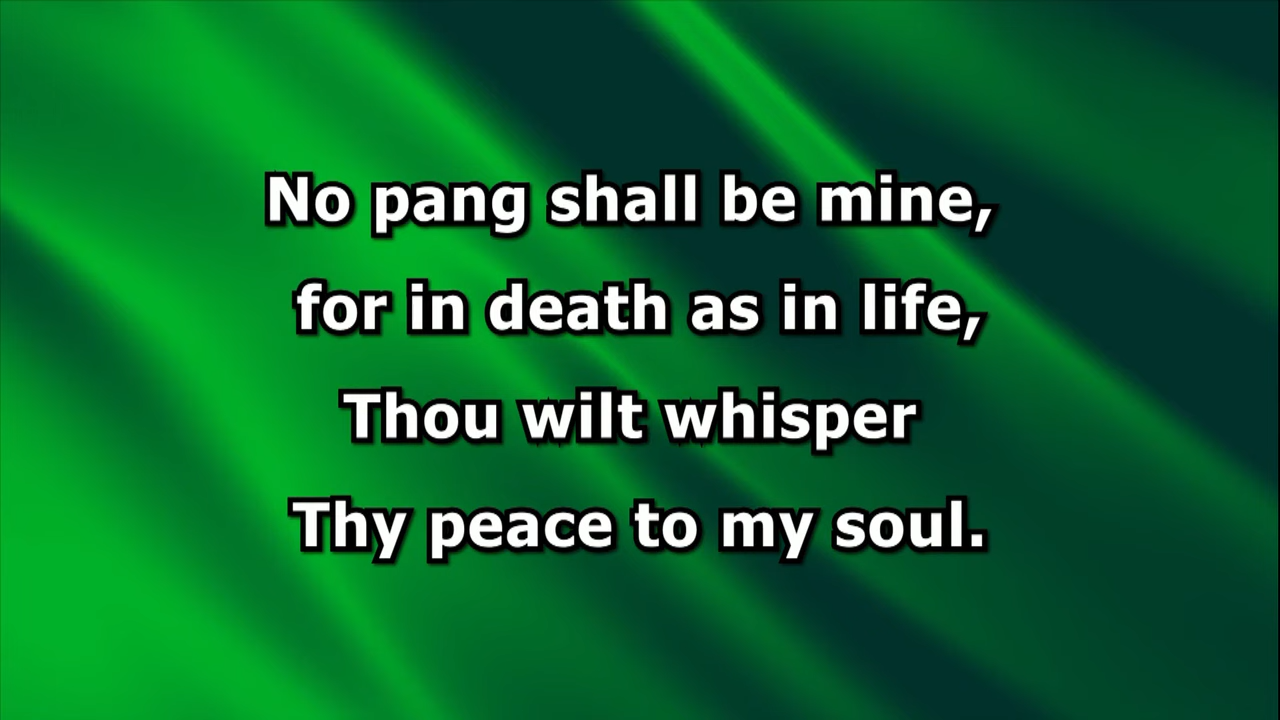 No pang shall be mine,
for in death as in life,
Thou wilt whisper
Thy peace to my soul.